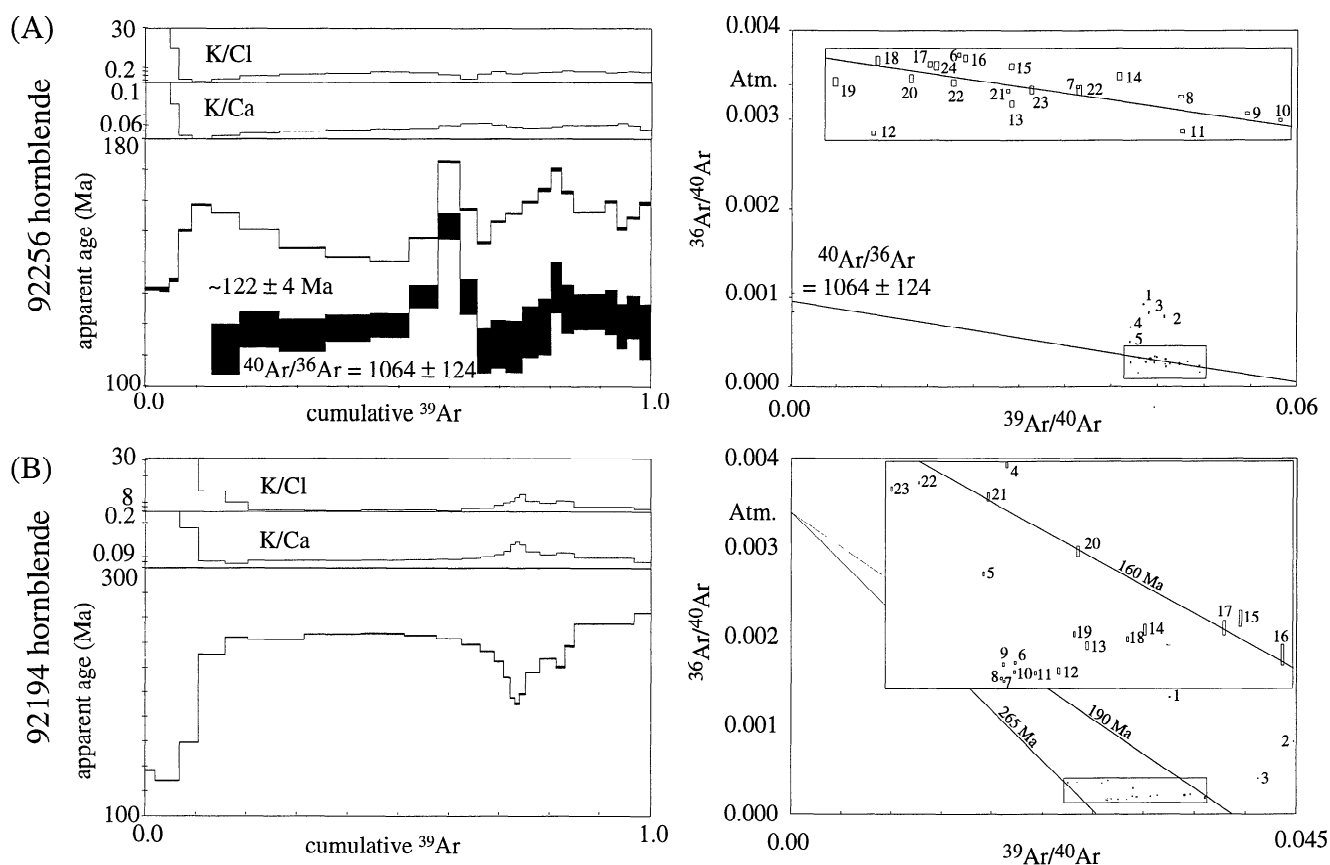 (A)
92256 hornblende
30
K/Cl
0.2
0.1
K/Ca
0.06
180
apparent age (Ma)
~122 ± 4 Ma
40Ar/36Ar = 1064 ± 124
100
0.0
cumulative 39Ar
1.0
0.004
Atm.
0.003
0.002
0.001
0.000
36Ar/40Ar
18 17 6 16 15 14
24
19 20 22 21 23 7 22 8
13
12 11 9 10
40Ar/36Ar
= 1064 ± 124
1
3
2
4
5
0.00
39Ar/40Ar
0.06
(B)
92194 hornblende
30
K/Cl
8
0.2
K/Ca
0.09
300
apparent age (Ma)
100
0.0
cumulative 39Ar
1.0
0.004
Atm.
0.003
0.002
0.001
0.000
36Ar/40Ar
23 22 4
21
20
160 Ma
5
17 15
16
19 18 14
13
9 6
8 7 10 11 12
1
265 Ma
190 Ma
2
3
0.00
39Ar/40Ar
0.045